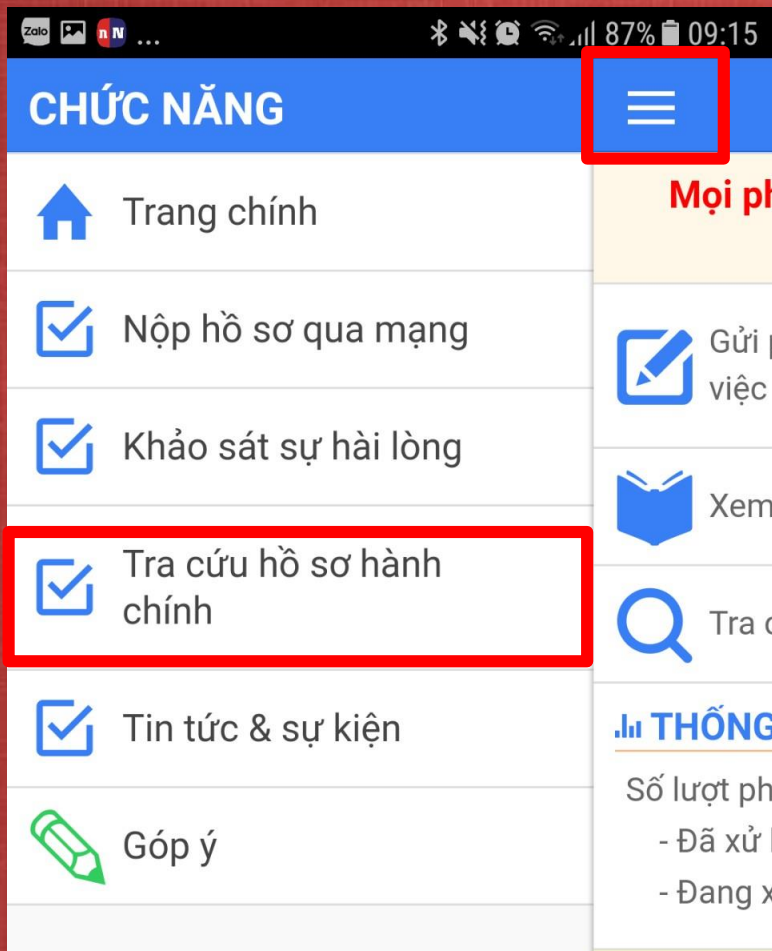 Zalo nN ... 87% 09:15
CHỨC NĂNG
Trang chính
Nộp hồ sơ qua mạng
Khảo sát sự hài lòng
Tra cứu hồ sơ hành
chính
Tin tức & sự kiện
Góp ý
Mọi
Gửi
việc
Xem
Tra
THỐNG
Số lượt
- Đã xử
- Đang